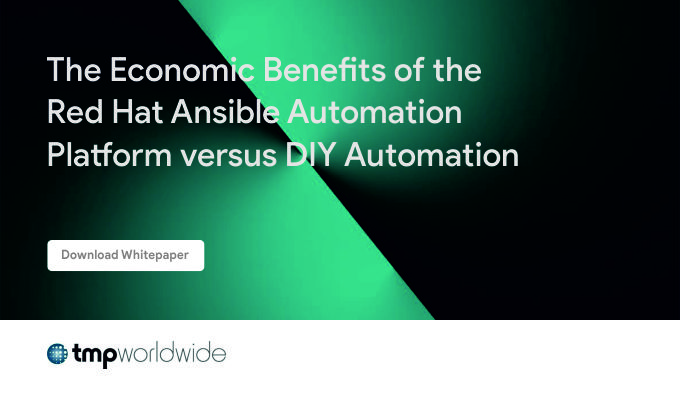 The Economic Benefits of the
Red Hat Ansible Automation
Platform versus DIY Automation
Download Whitepaper
tmpworldwide